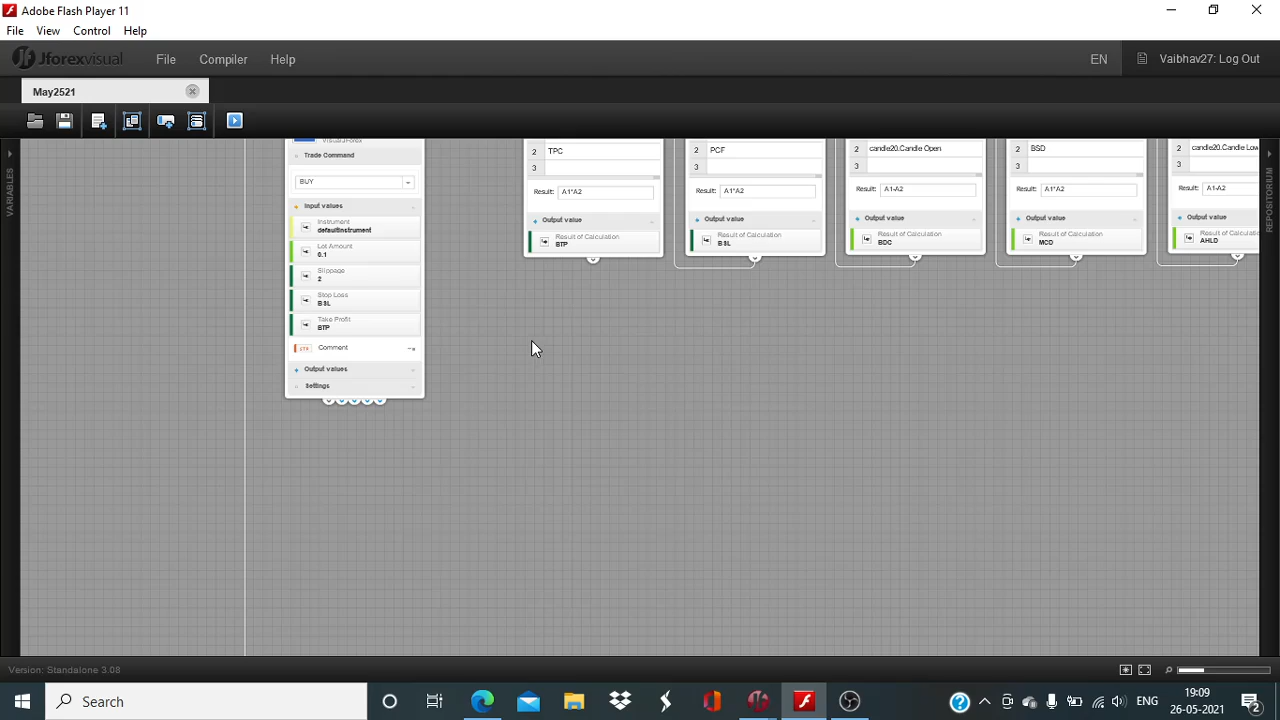 Adobe Flash Player 11
File View Control Help
Jforexvisual File Compiler Help EN Vaibhav27: Log Out
May2521
VARIABLES
REPOSITORIUM
VisualJForex
Trade Command
BUY
Input values
Instrument
defaultInstrument
Lot Amount
0.1
Slippage
2
Stop Loss
BSL
Take Profit
BTP
Comment
Output values
Settings
2 TPC
3
Result: A1*A2
Output value
Result of Calculation
BTP
2 PCF
3
Result: A1*A2
Output value
Result of Calculation
BSL
2 candle20.Candle Open
3
Result: A1-A2
Output value
Result of Calculation
BDC
2 BSD
3
Result: A1*A2
Output value
Result of Calculation
MCD
2 candle20.Candle Low
3
Result: A1-A2
Output value
Result of Calculatio
AHLD
Version: Standalone 3.08
Search
ENG
19:09
26-05-2021
2